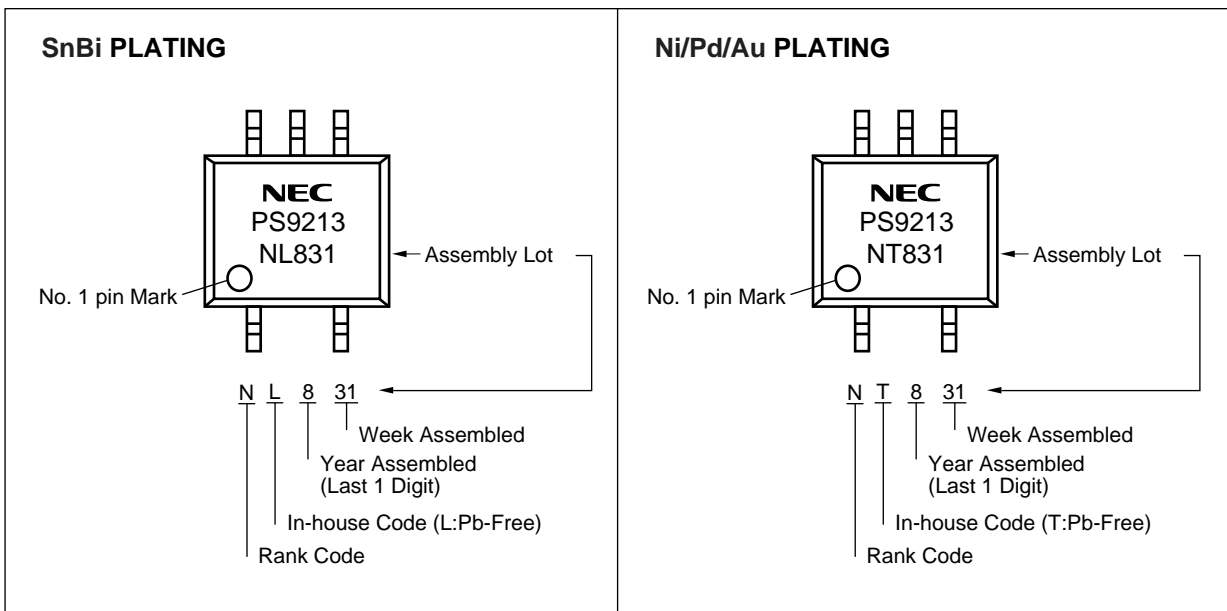 SnBi PLATING
NEC
PS9213
NL831
Assembly Lot
No. 1 pin Mark
N L 8 31
Week Assembled
Year Assembled
(Last 1 Digit)
In-house Code (L:Pb-Free)
Rank Code
Ni/Pd/Au PLATING
NEC
PS9213
NT831
Assembly Lot
No. 1 pin Mark
N T 8 31
Week Assembled
Year Assembled
(Last 1 Digit)
In-house Code (T:Pb-Free)
Rank Code